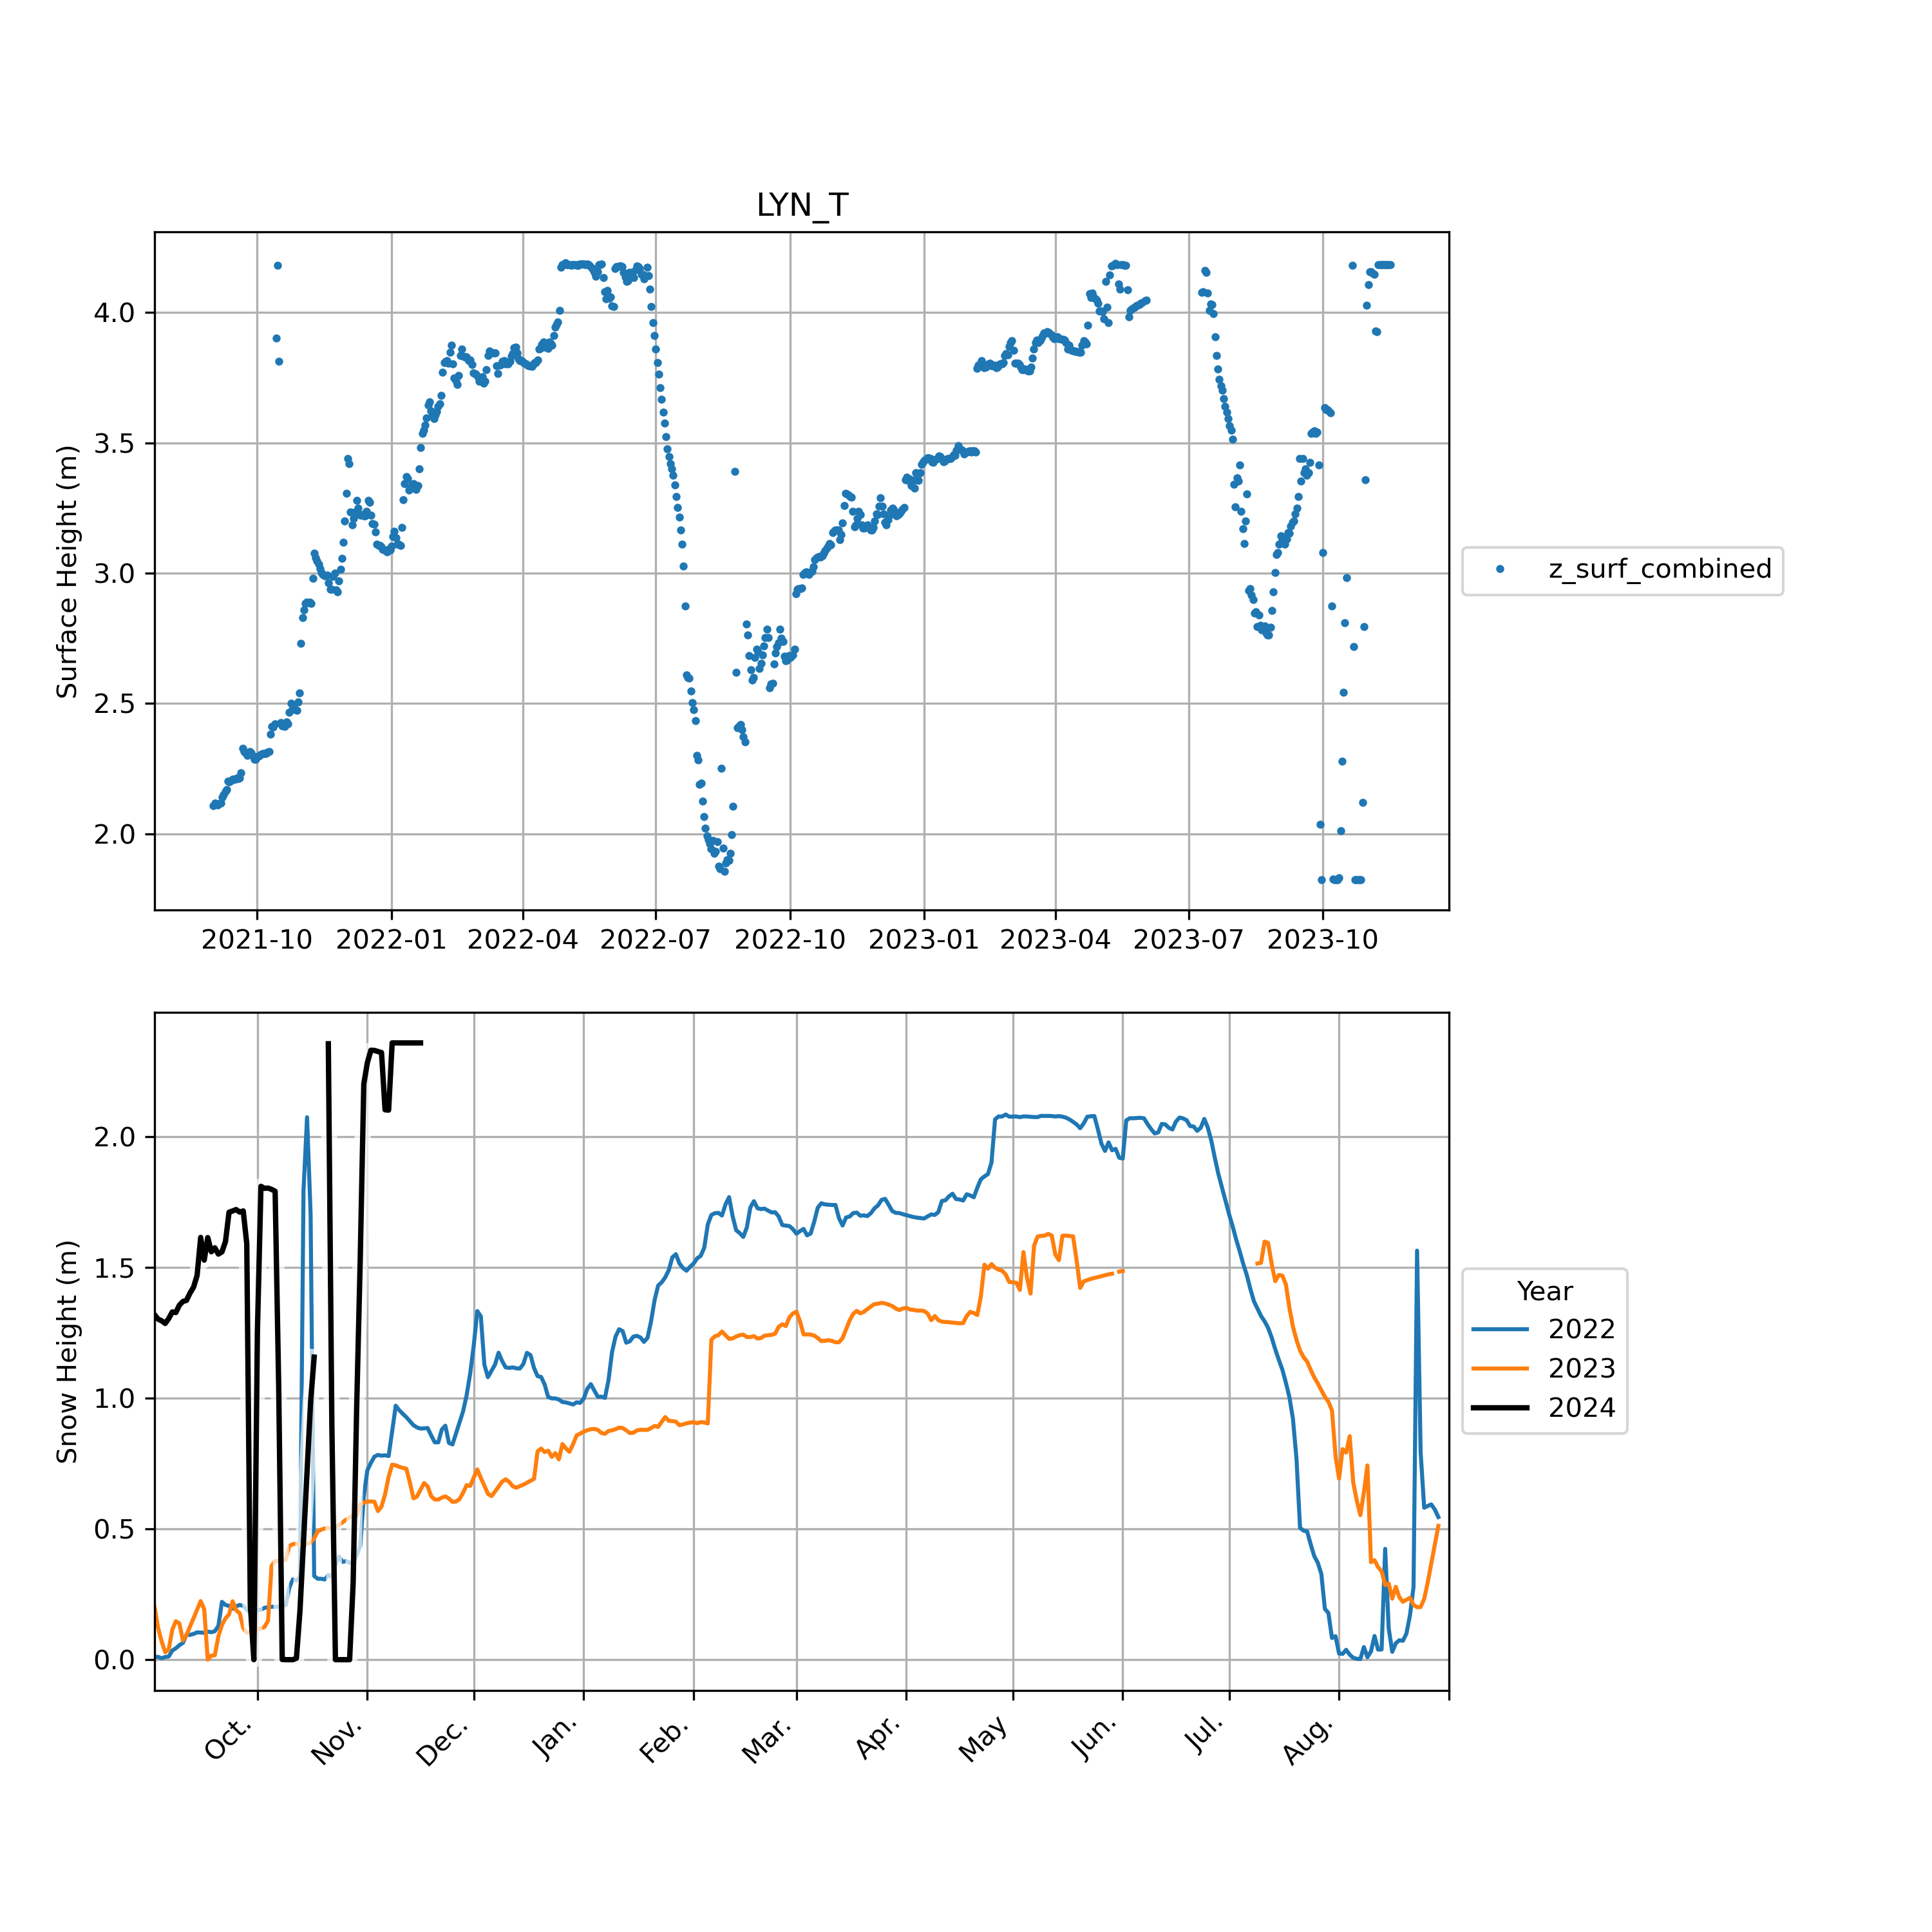 LYN_T
Surface Height (m)
4.0
3.5
3.0
2.5
2.0
2021-10 2022-01 2022-04 2022-07 2022-10 2023-01 2023-04 2023-07 2023-10
z_surf_combined
Snow Height (m)
2.0
1.5
1.0
0.5
0.0
Oct. Nov. Dec. Jan. Feb. Mar. Apr. May Jun. Jul. Aug.
Year
2022
2023
2024